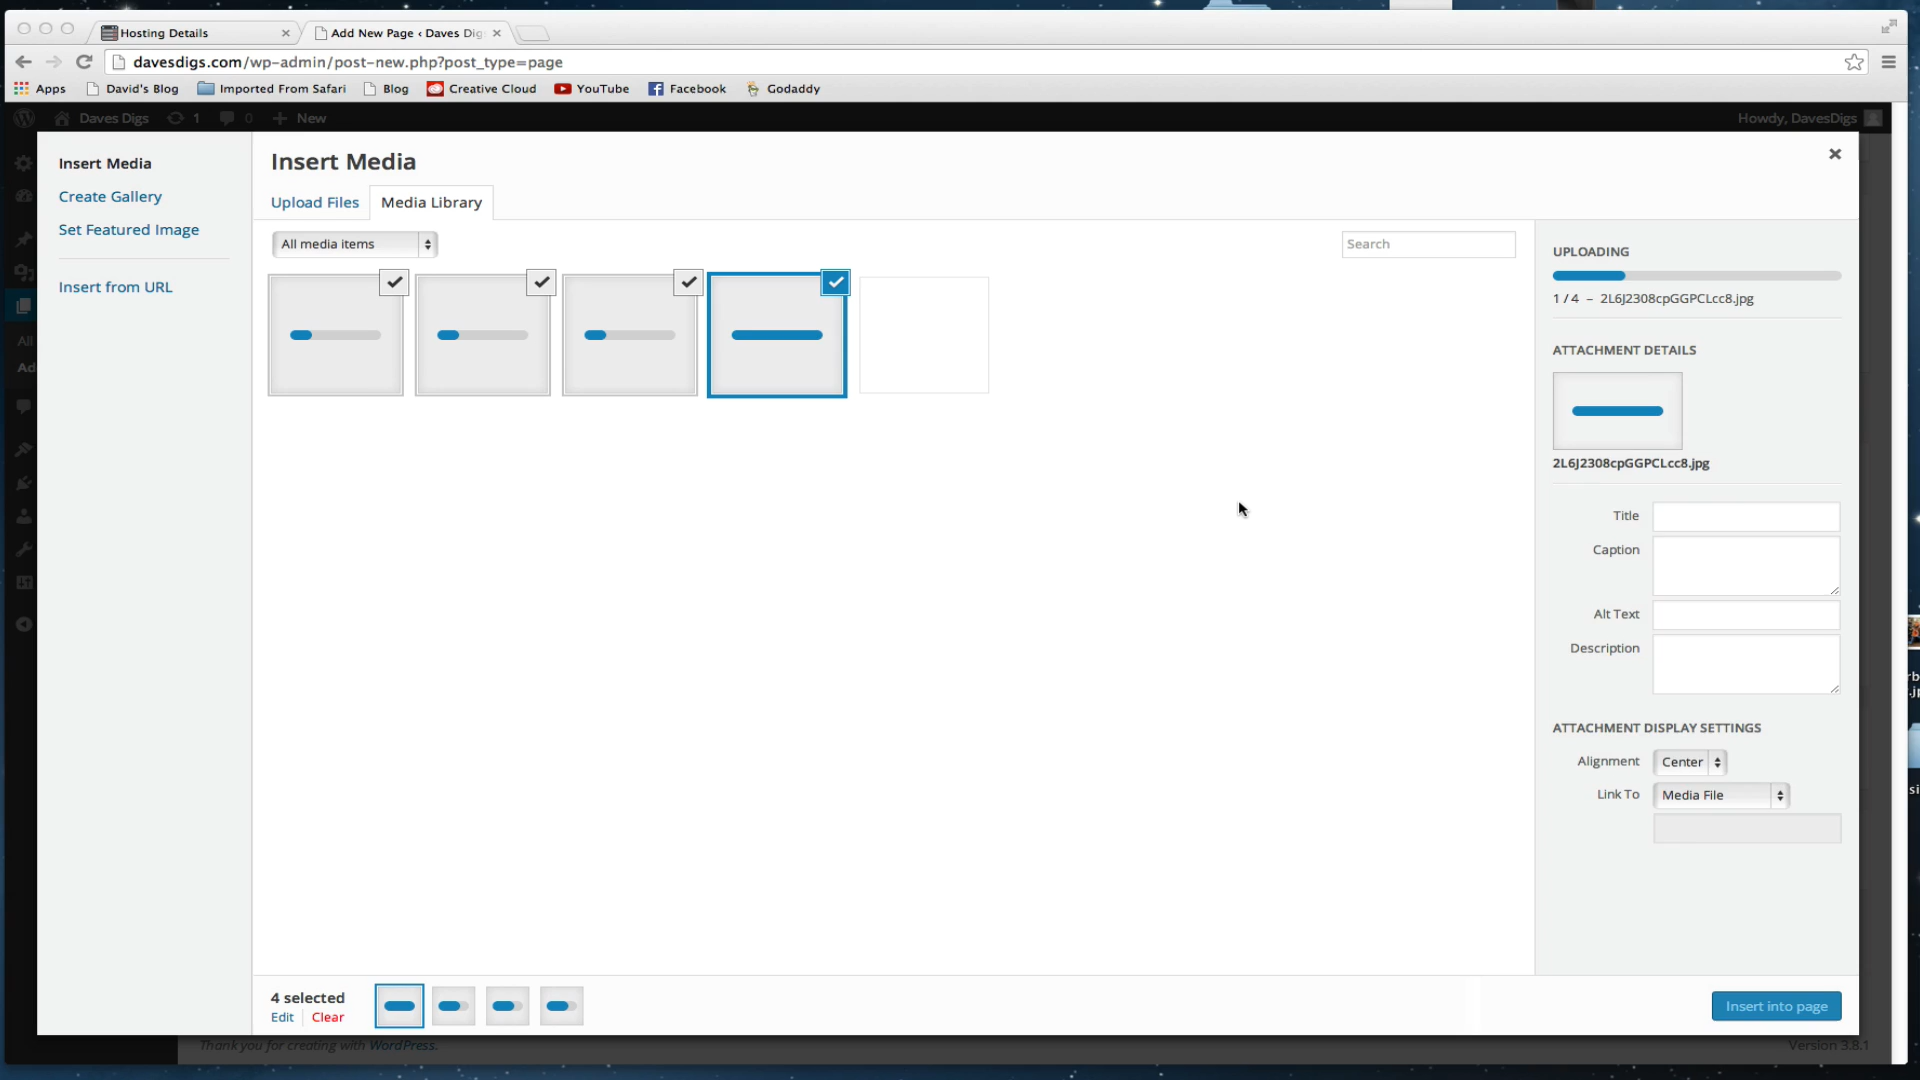 Hosting Details
Add New Page ‹ Daves Dig
davesdigs.com/wp-admin/post-new.php?post_type=page
Apps David's Blog Imported From Safari Blog Creative Cloud YouTube Facebook Godaddy
Daves Digs 1 0 New Howdy, DavesDigs
Insert Media
Create Gallery
Set Featured Image
Insert from URL
Insert Media
Upload Files Media Library
All media items Search
UPLOADING
1 / 4 – 2L6J2308cpGGPCLcc8.jpg
ATTACHMENT DETAILS
2L6J2308cpGGPCLcc8.jpg
Title
Caption
Alt Text
Description
ATTACHMENT DISPLAY SETTINGS
Alignment Center
Link To Media File
All
Ad
4 selected
Edit Clear
Insert into page
Thank you for creating with WordPress. Version 3.8.1